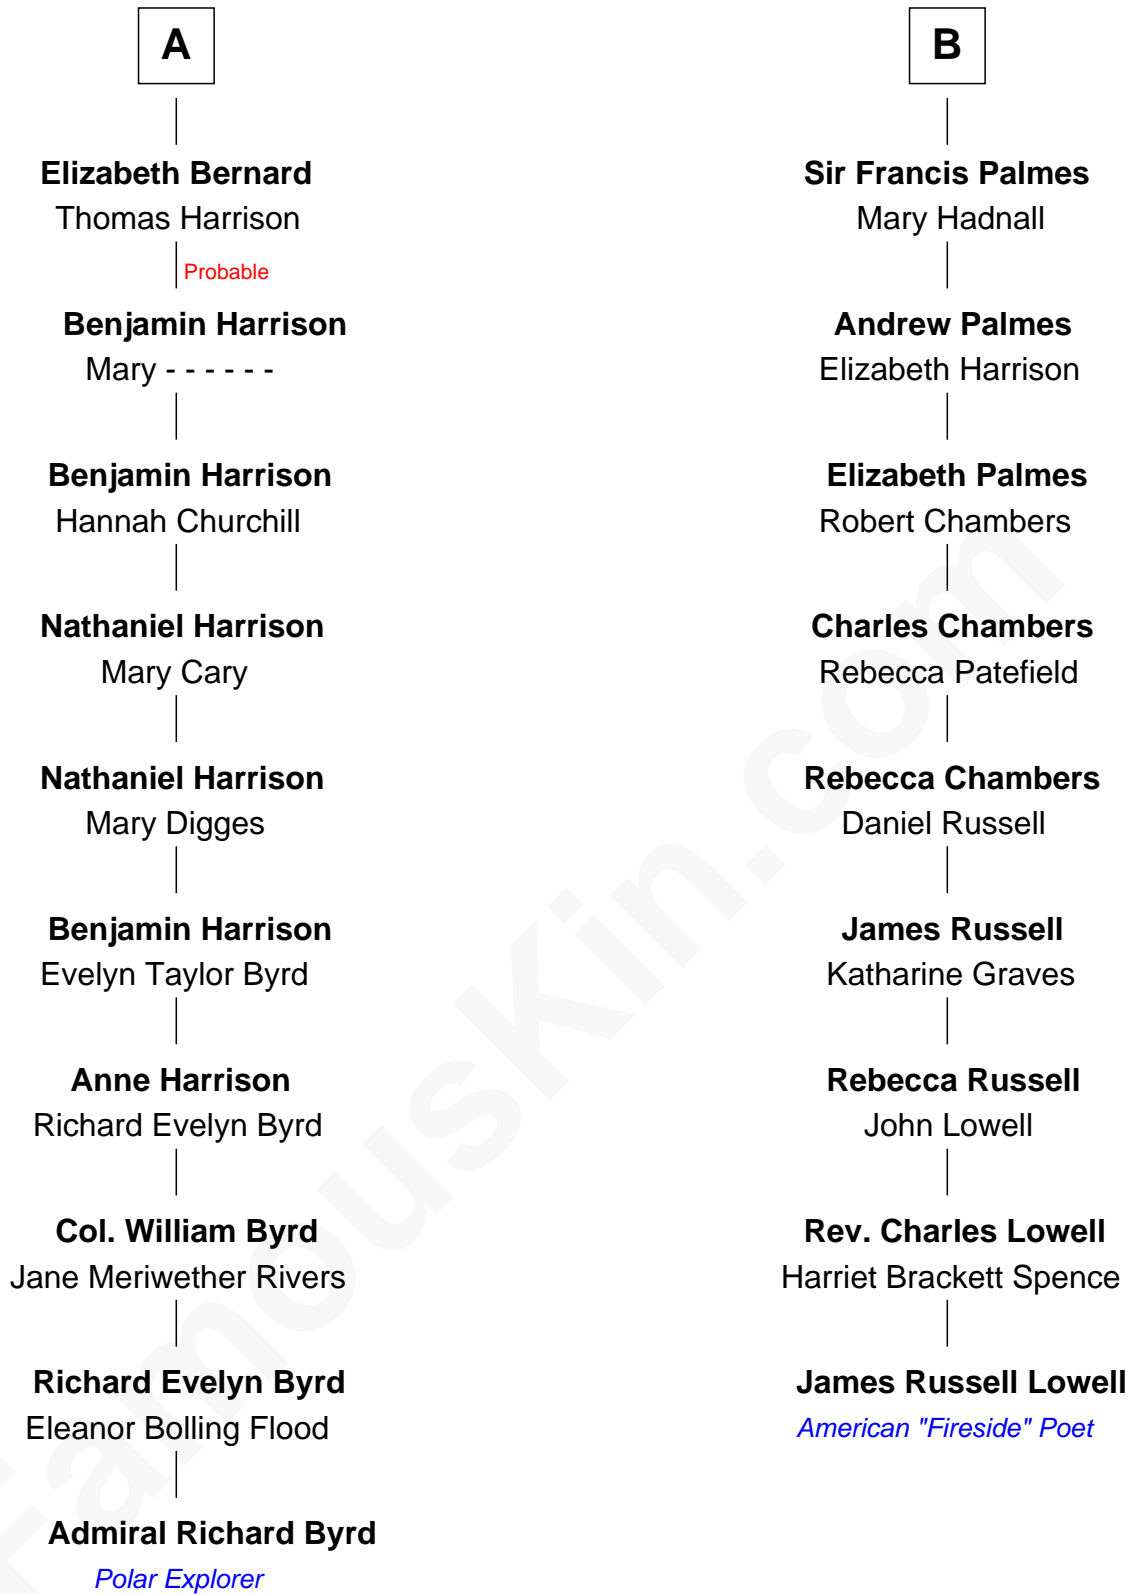 A
Elizabeth Bernard
Thomas Harrison
Probable
Benjamin Harrison
Mary - - - - - -
Benjamin Harrison
Hannah Churchill
Nathaniel Harrison
Mary Cary
Nathaniel Harrison
Mary Digges
Benjamin Harrison
Evelyn Taylor Byrd
Anne Harrison
Richard Evelyn Byrd
Col. William Byrd
Jane Meriwether Rivers
Richard Evelyn Byrd
Eleanor Bolling Flood
Admiral Richard Byrd
Polar Explorer
B
Sir Francis Palmes
Mary Hadnall
Andrew Palmes
Elizabeth Harrison
Elizabeth Palmes
Robert Chambers
Charles Chambers
Rebecca Patefield
Rebecca Chambers
Daniel Russell
James Russell
Katharine Graves
Rebecca Russell
John Lowell
Rev. Charles Lowell
Harriet Brackett Spence
James Russell Lowell
American "Fireside" Poet
FamousKin.com